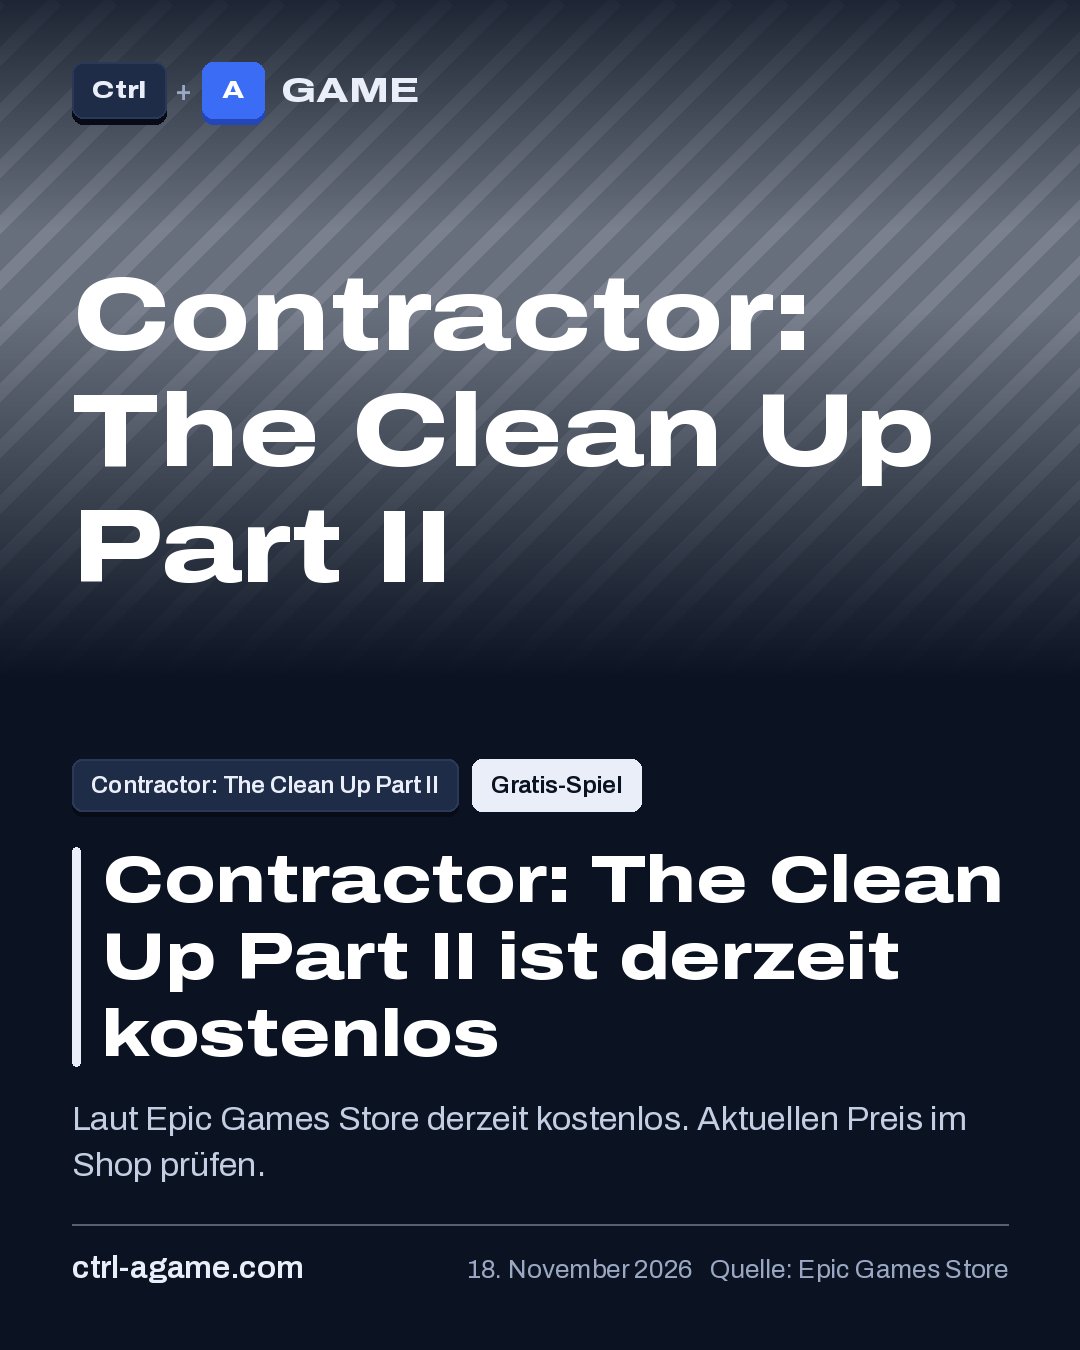 Ctrl + A GAME
Contractor:
The Clean Up
Part II
Contractor: The Clean Up Part II Gratis-Spiel
Contractor: The Clean
Up Part II ist derzeit
kostenlos
Laut Epic Games Store derzeit kostenlos. Aktuellen Preis im
Shop prüfen.
ctrl-agame.com 18. November 2026 Quelle: Epic Games Store